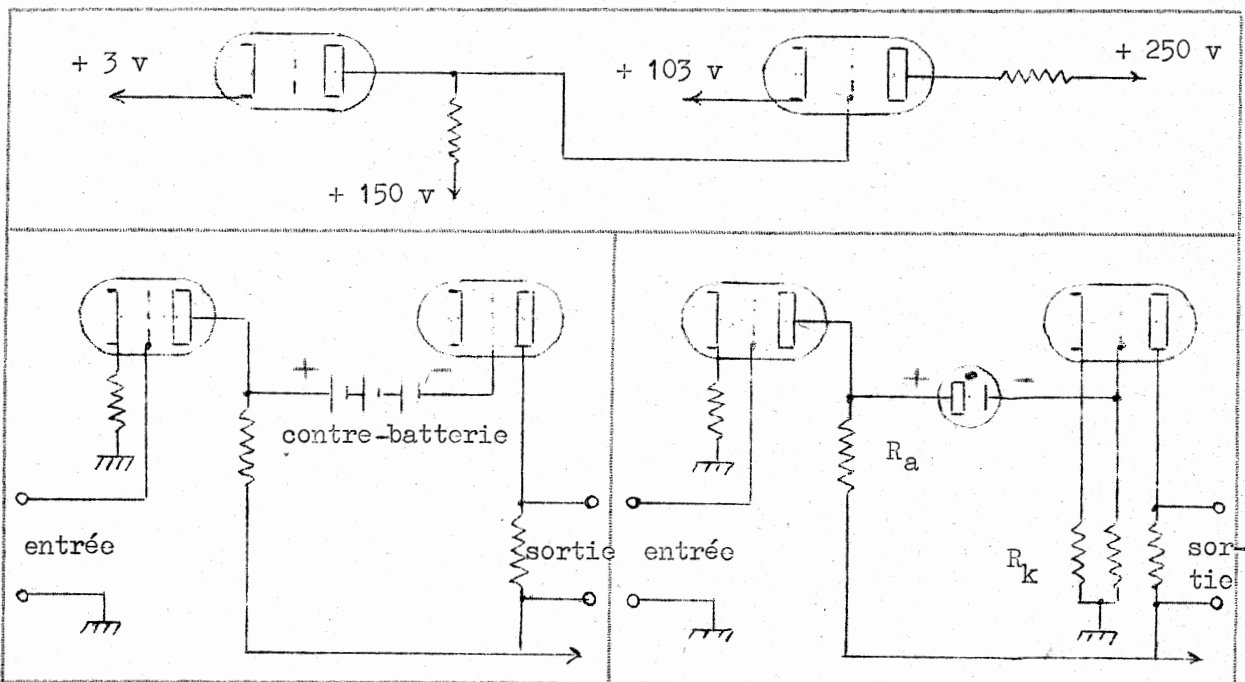 + 3 v
+ 103 v
+ 250 v
+ 150 v
+ -
contre-batterie
entrée
sortie
+ -
Ra
entrée
Rk
sor-
tie